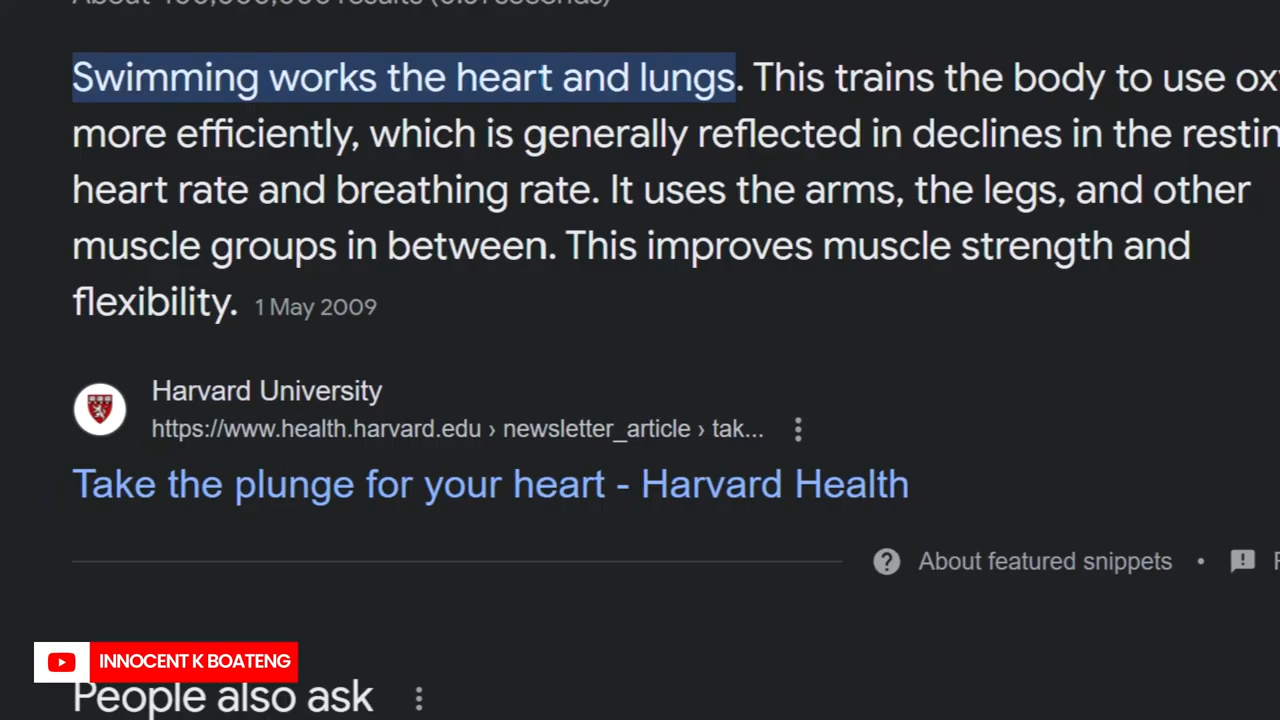 Swimming works the heart and lungs. This trains the body to use
more efficiently, which is generally reflected in declines in the
heart rate and breathing rate. It uses the arms, the legs, and other
muscle groups in between. This improves muscle strength and
flexibility. 1 May 2009
Harvard University
https://www.health.harvard.edu › newsletter_article › tak...
Take the plunge for your heart - Harvard Health
About featured snippets •
INNOCENT K BOATENG
People also ask